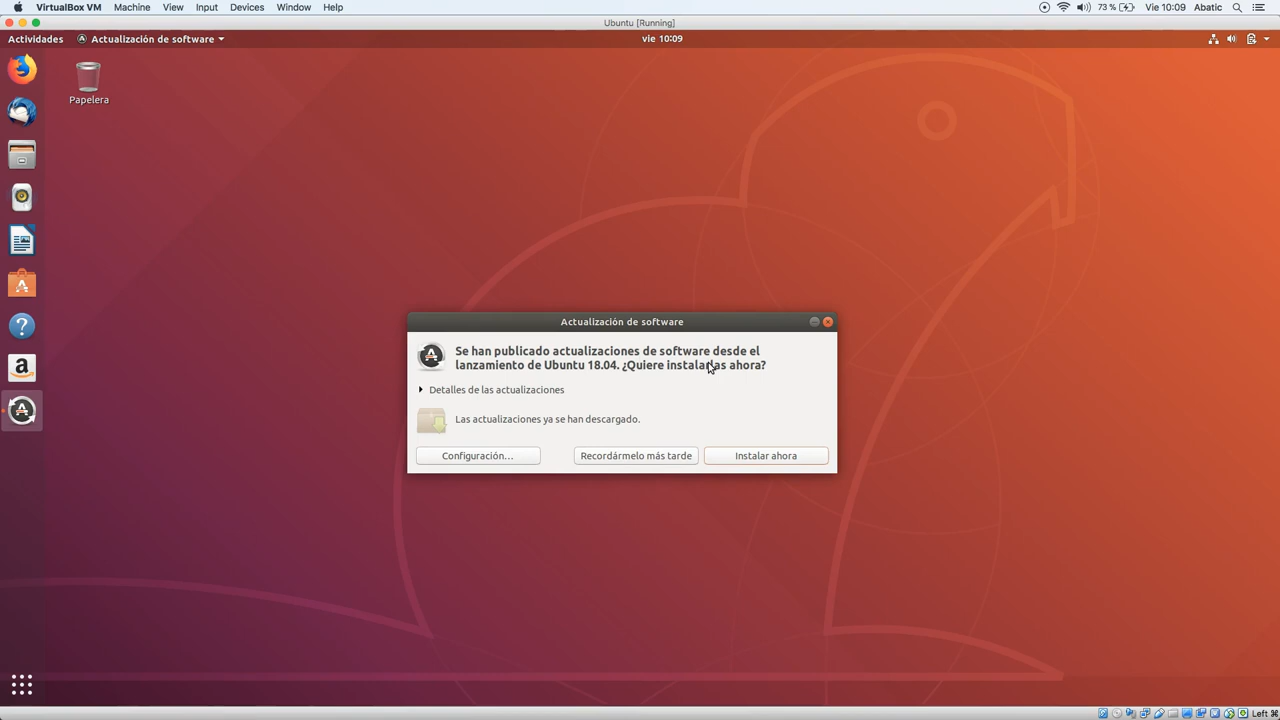 VirtualBox VM Machine View Input Devices Window Help 73 % Vie 10:09 Abatic
Ubuntu [Running]
Actividades Actualización de software vie 10:09
Papelera
Actualización de software
Se han publicado actualizaciones de software desde el
lanzamiento de Ubuntu 18.04. ¿Quiere instalarlas ahora?
Detalles de las actualizaciones
Las actualizaciones ya se han descargado.
Configuración... Recordármelo más tarde Instalar ahora
Left ⌘